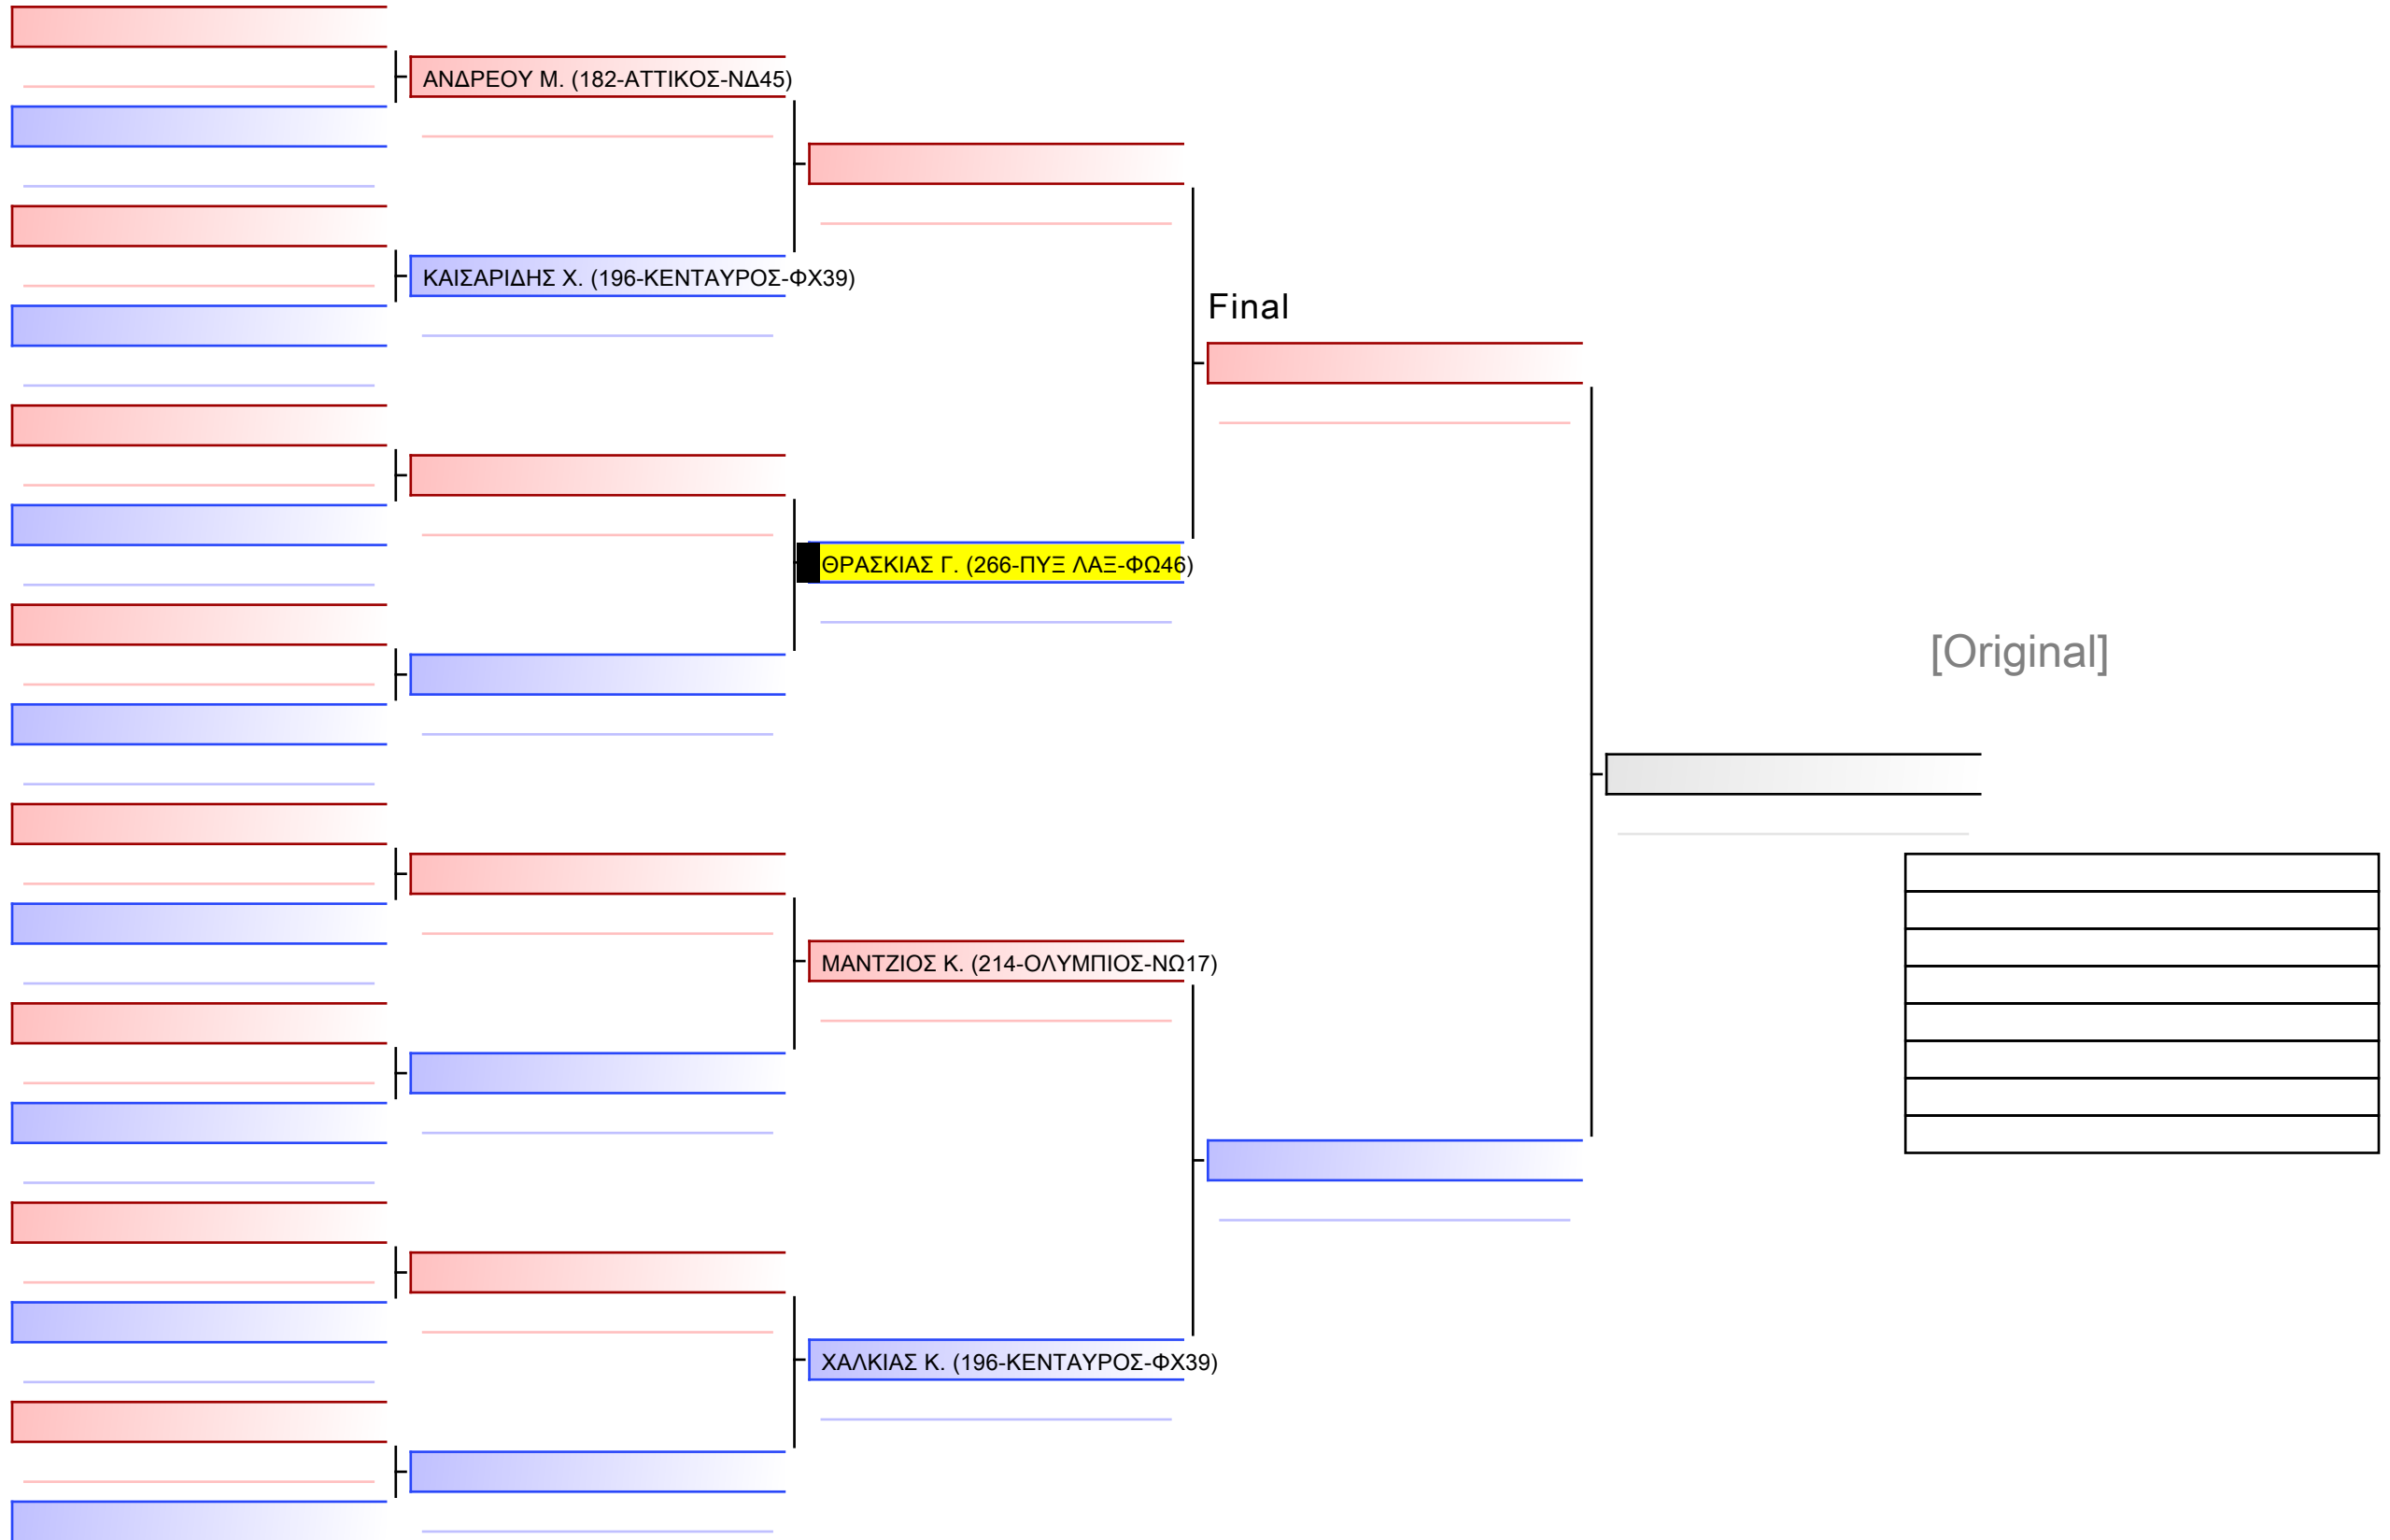 ΑΝΔΡΕΟΥ Μ. (182-ΑΤΤΙΚΟΣ-ΝΔ45)
ΚΑΙΣΑΡΙΔΗΣ Χ. (196-ΚΕΝΤΑΥΡΟΣ-ΦΧ39)
Final
ΘΡΑΣΚΙΑΣ Γ. (266-ΠΥΞ ΛΑΞ-ΦΩ46)
[Original]
ΜΑΝΤΖΙΟΣ Κ. (214-ΟΛΥΜΠΙΟΣ-ΝΩ17)
ΧΑΛΚΙΑΣ Κ. (196-ΚΕΝΤΑΥΡΟΣ-ΦΧ39)